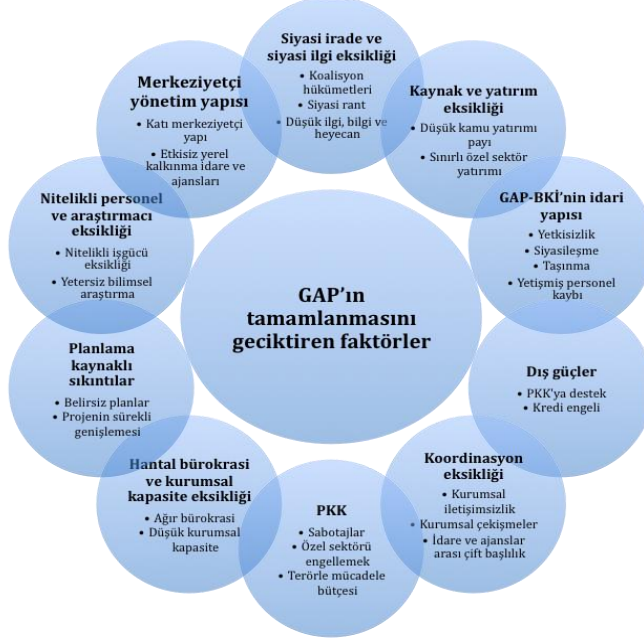 Siyasi irade ve
siyasi ilgi eksikliği
• Koalisyon
hükümetleri
• Siyasi rant
• Düşük ilgi, bilgi ve
heyecan
Kaynak ve yatırım
eksikliği
• Düşük kamu yatırımı
payı
• Sınırlı özel sektör
yatırımı
GAP-BKİ’nin idari
yapısı
• Yetkisizlik
• Siyasileşme
• Taşınma
• Yetişmiş personel
kaybı
Dış güçler
• PKK'ya destek
• Kredi engeli
Koordinasyon
eksikliği
• Kurumsal
iletişimsizlik
• Kurumsal çekişmeler
• İdare ve ajanslar
arası çift başlılık
PKK
• Sabotajlar
• Özel sektörü
engellemek
• Terörle mücadele
bütçesi
Hantal bürokrasi
ve kurumsal
kapasite eksikliği
• Ağır bürokrasi
• Düşük kurumsal
kapasite
Planlama
kaynaklı
sıkıntılar
• Belirsiz planlar
• Projenin sürekli
genişlemesi
Nitelikli personel
ve araştırmacı
eksikliği
• Nitelikli işgücü
eksikliği
• Yetersiz bilimsel
araştırma
Merkeziyetçi
yönetim yapısı
• Katı merkeziyetçi
yapı
• Etkisiz yerel
kalkınma idare ve
ajansları
GAP’ın
tamamlanmasını
geciktiren faktörler